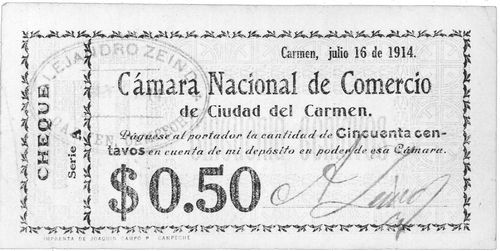 CHEQUE
Serie A
Carmen, julio 16 de 1914.
Cámara Nacional de Comercio
de Ciudad del Carmen.
Páguese al portador la cantidad de Cincuenta cen-
tavos en cuenta de mi depósito en poder de esa Cámara.
$0.50
IMPRENTA DE JOAQUIN CAMPO P. CAMPECHE